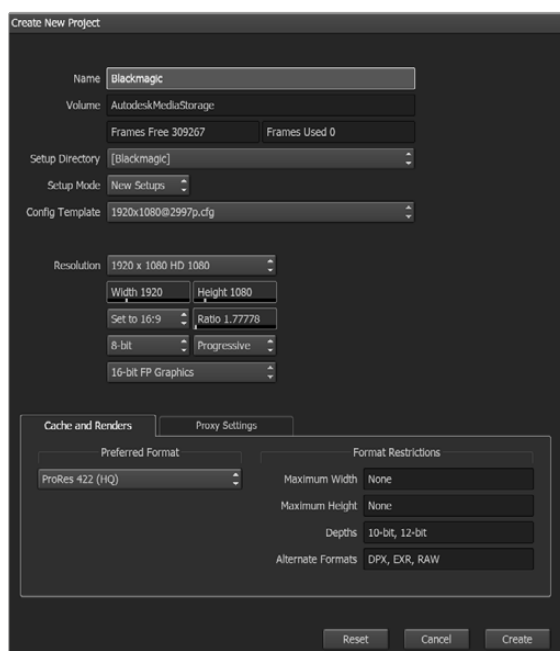 Create New Project
Name Blackmagic
Volume AutodeskMediaStorage
Frames Free 309267 Frames Used 0
Setup Directory [Blackmagic]
Setup Mode New Setups
Config Template 1920x1080@2997p.cfg
Resolution 1920 x 1080 HD 1080
Width 1920 Height 1080
Set to 16:9 Ratio 1.77778
8-bit Progressive
16-bit FP Graphics
Cache and Renders Proxy Settings
Preferred Format Format Restrictions
ProRes 422 (HQ) Maximum Width None
Maximum Height None
Depths 10-bit, 12-bit
Alternate Formats DPX, EXR, RAW
Reset Cancel Create